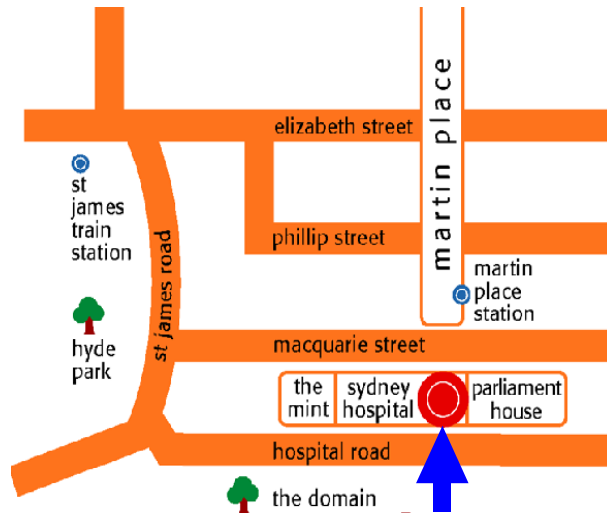 elizabeth street
martin place
st
james
train
station
st james road
phillip street
martin
place
station
hyde
park
macquarie street
the
mint
sydney
hospital
parliament
house
hospital road
the domain